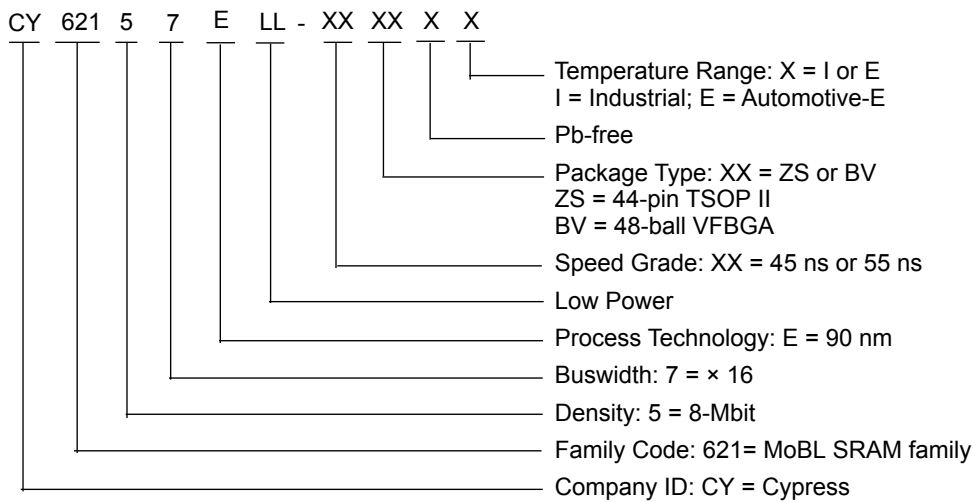 CY 621 5 7 E LL - XX XX X X
Temperature Range: X = I or E
I = Industrial; E = Automotive-E
Pb-free
Package Type: XX = ZS or BV
ZS = 44-pin TSOP II
BV = 48-ball VFBGA
Speed Grade: XX = 45 ns or 55 ns
Low Power
Process Technology: E = 90 nm
Buswidth: 7 = × 16
Density: 5 = 8-Mbit
Family Code: 621= MoBL SRAM family
Company ID: CY = Cypress